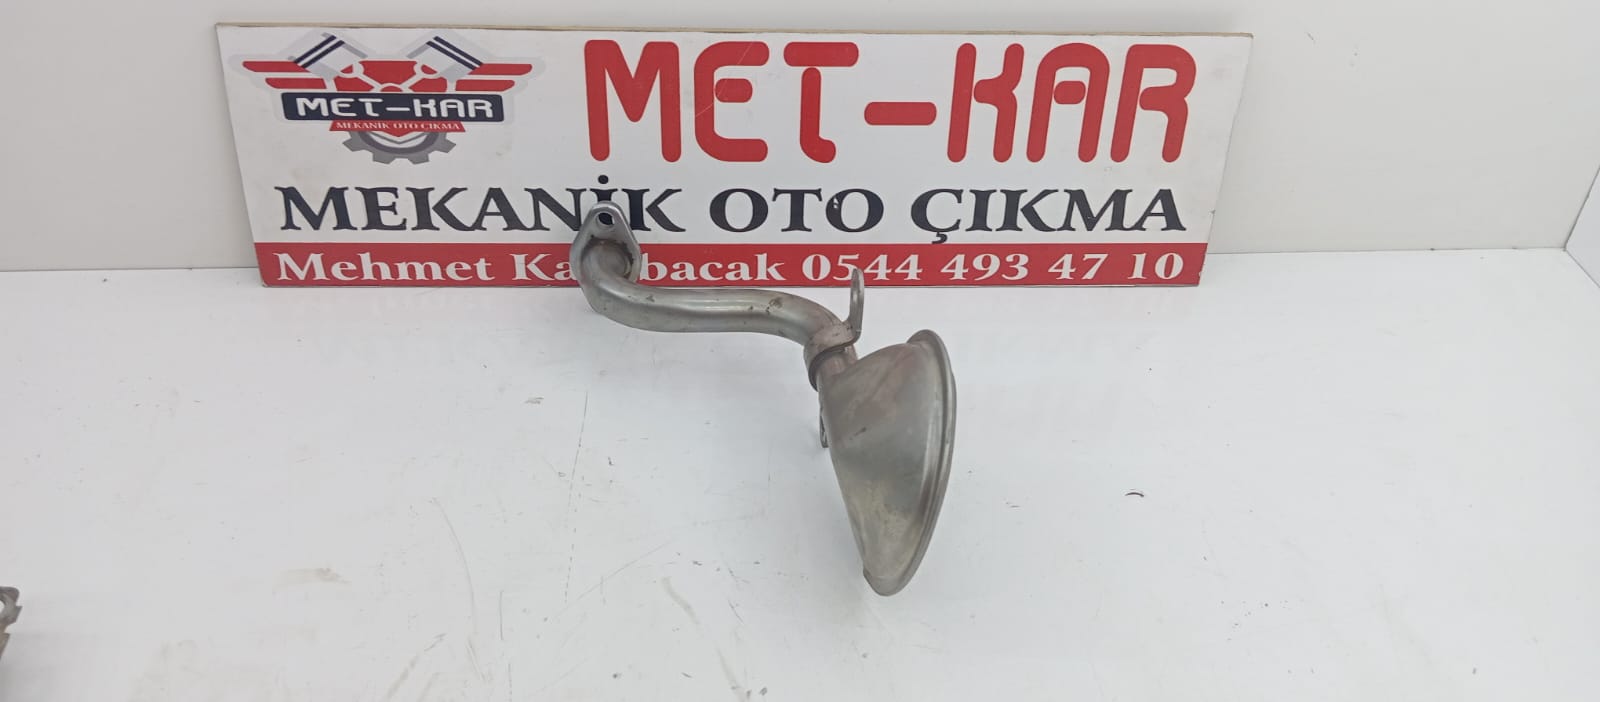 MET-KAR
MEKANİK OTO ÇIKMA
MET-KAR
MEKANİK OTO ÇIKMA
Mehmet 0544 493 47 10